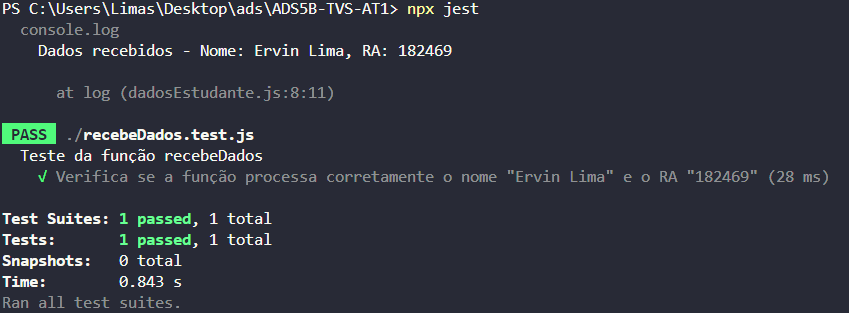 PS C:\Users\Limas\Desktop\ads\ADS5B-TVS-AT1> npx jest
console.log
Dados recebidos - Nome: Ervin Lima, RA: 182469
at log (dadosEstudante.js:8:11)
PASS ./recebeDados.test.js
Teste da função recebeDados
√ Verifica se a função processa corretamente o nome "Ervin Lima" e o RA "182469" (28 ms)
Test Suites: 1 passed, 1 total
Tests: 1 passed, 1 total
Snapshots: 0 total
Time: 0.843 s
Ran all test suites.